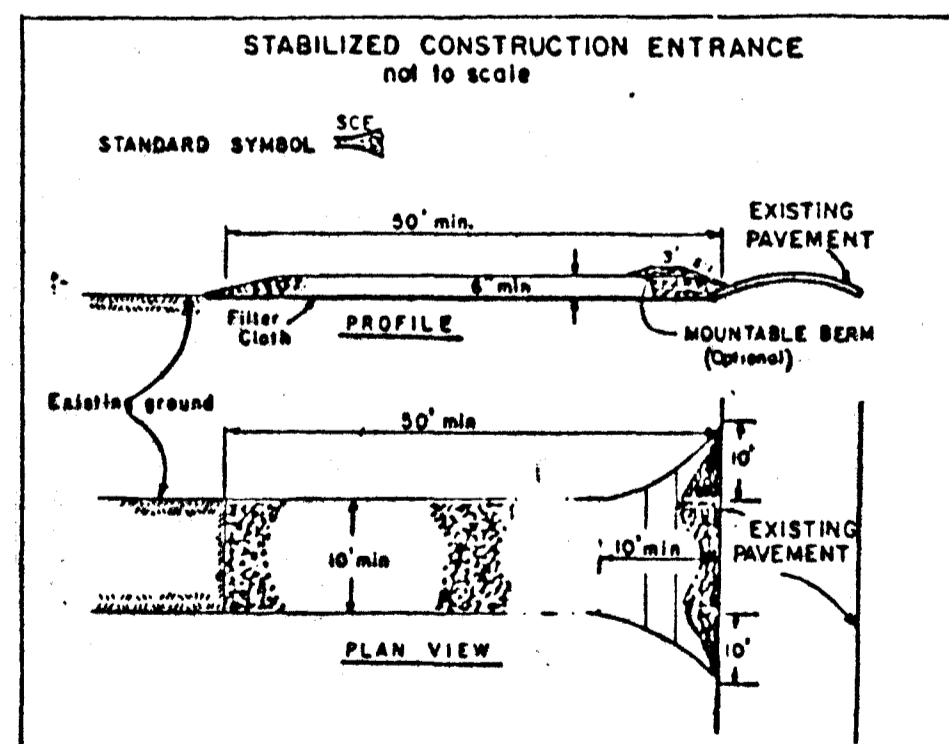 STABILIZED CONSTRUCTION ENTRANCE
not to scale
SCE
STANDARD SYMBOL
50' min.
EXISTING
PAVEMENT
3'
6" min
Filter
Cloth
PROFILE
MOUNTABLE BERM
(Optional)
Existing ground
50' min
10'
10' min
10' min
EXISTING
PAVEMENT
10'
PLAN VIEW